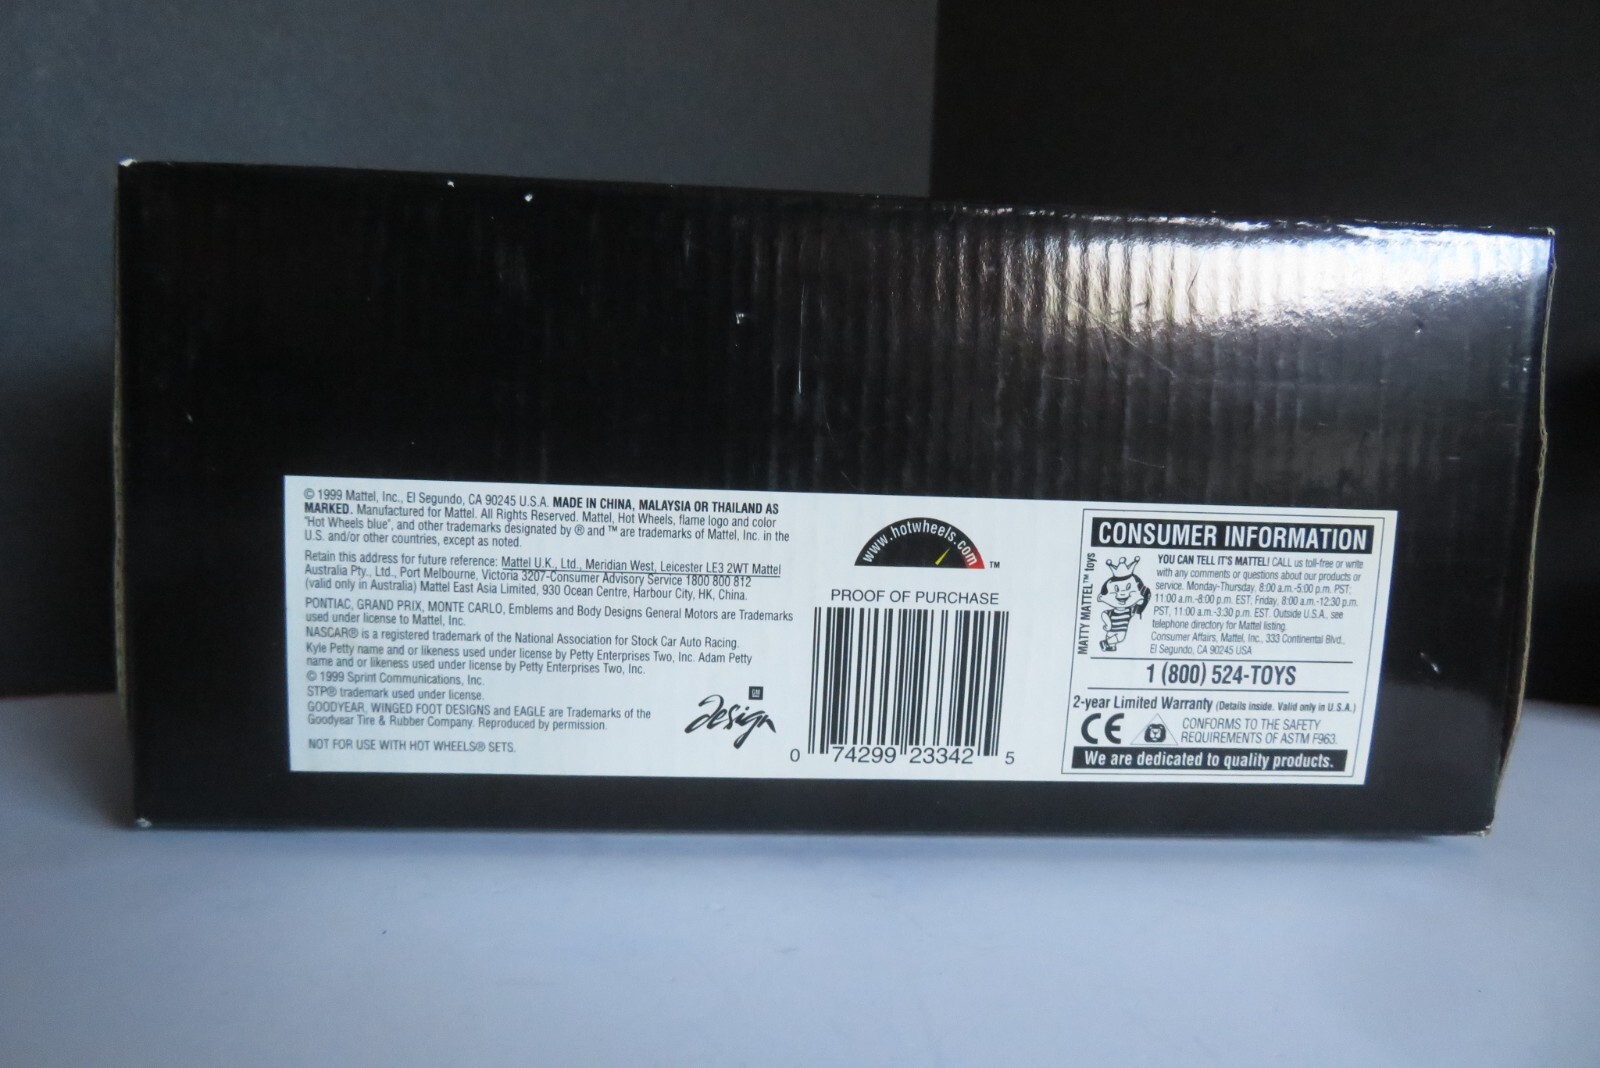 © 1999 Mattel, Inc., El Segundo, CA 90245 U.S.A. MADE IN CHINA, MALAYSIA OR THAILAND AS
MARKED. Manufactured for Mattel. All Rights Reserved. Mattel, Hot Wheels, flame logo and color
"Hot Wheels blue", and other trademarks designated by ® and ™ are trademarks of Mattel, Inc. in the
U.S. and/or other countries, except as noted.
Retain this address for future reference: Mattel U.K., Ltd., Meridian West, Leicester LE3 2WT Mattel
Australia Pty., Ltd., Port Melbourne, Victoria 3207-Consumer Advisory Service 1800 800 812
(valid only in Australia) Mattel East Asia Limited, 930 Ocean Centre, Harbour City, HK, China.
PONTIAC, GRAND PRIX, MONTE CARLO, Emblems and Body Designs General Motors are Trademarks
used under license to Mattel, Inc.
NASCAR® is a registered trademark of the National Association for Stock Car Auto Racing.
Kyle Petty name and or likeness used under license by Petty Enterprises Two, Inc. Adam Petty
name and or likeness used under license by Petty Enterprises Two, Inc.
© 1999 Sprint Communications, Inc.
STP® trademark used under license.
GOODYEAR, WINGED FOOT DESIGNS and EAGLE are Trademarks of the
Goodyear Tire & Rubber Company. Reproduced by permission.
NOT FOR USE WITH HOT WHEELS® SETS.
GM
design
www.hotwheels.com ™
PROOF OF PURCHASE
0 74299 23342 5
CONSUMER INFORMATION
MATTY MATTEL™ toys
YOU CAN TELL IT'S MATTEL! CALL us toll-free or write
with any comments or questions about our products or
service. Monday-Thursday, 8:00 a.m.-5:00 p.m. PST;
11:00 a.m.-8:00 p.m. EST; Friday, 8:00 a.m.-12:30 p.m.
PST, 11:00 a.m.-3:30 p.m. EST. Outside U.S.A., see
telephone directory for Mattel listing.
Consumer Affairs, Mattel, Inc., 333 Continental Blvd.,
El Segundo, CA 90245 USA
1 (800) 524-TOYS
2-year Limited Warranty (Details inside. Valid only in U.S.A.)
CE
CONFORMS TO THE SAFETY
REQUIREMENTS OF ASTM F963.
We are dedicated to quality products.